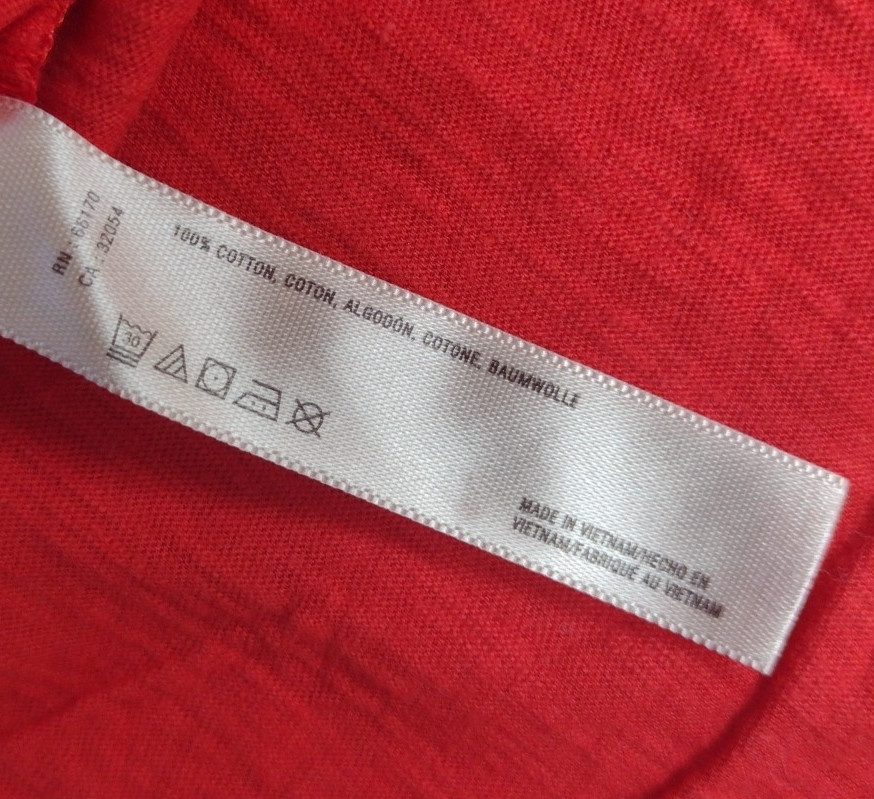 RN 66170
CA 32054
100% COTTON, COTON, ALGODÓN, COTONE, BAUMWOLLE
30
MADE IN VIETNAM/HECHO EN
VIETNAM/FABRIQUÉ AU VIETNAM